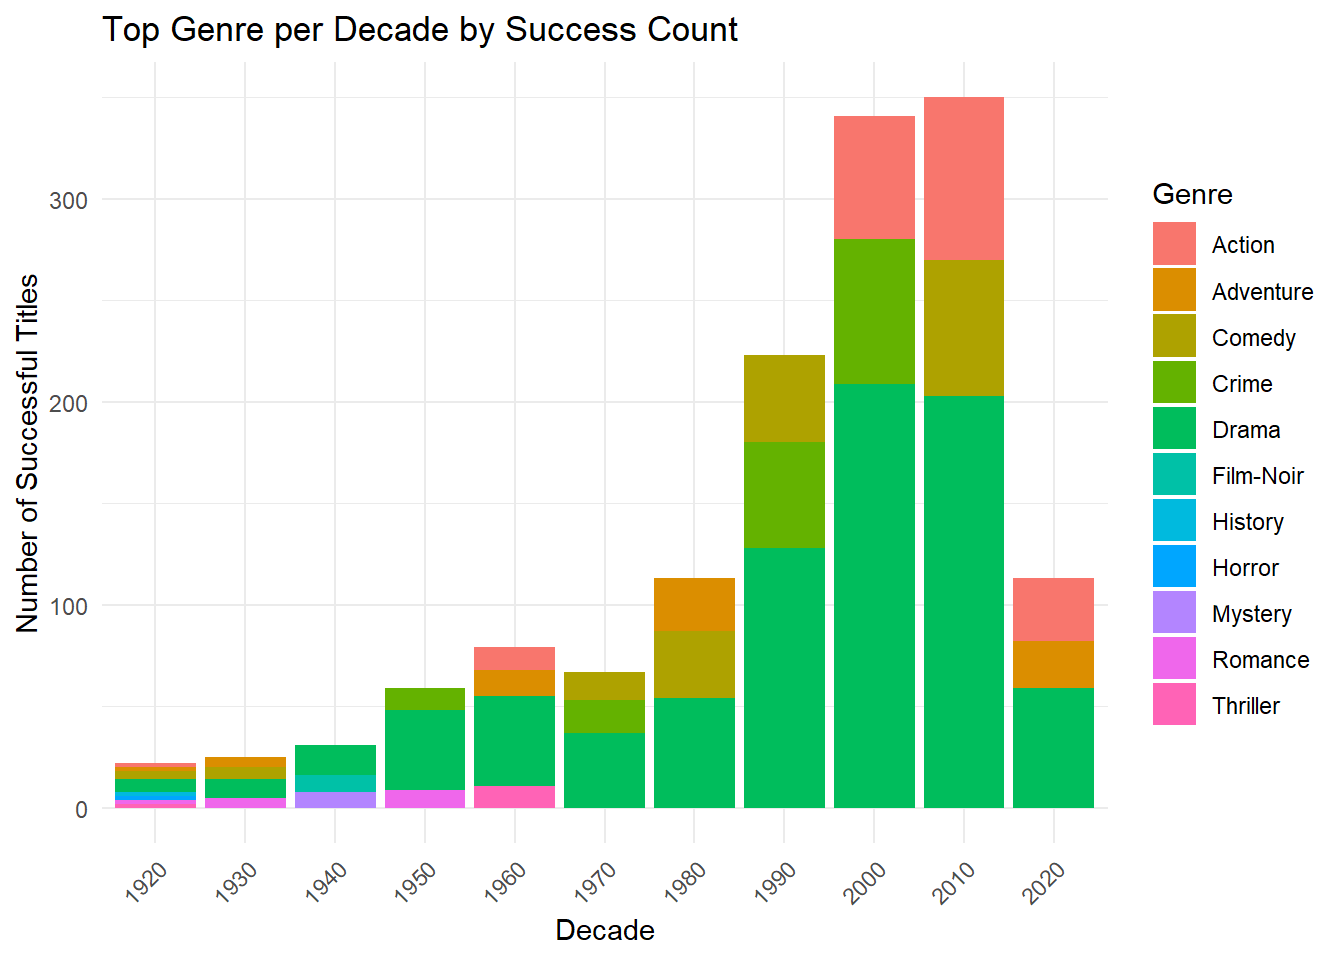 Top Genre per Decade by Success Count
Number of Successful Titles
300
200
100
0
1920
1930
1940
1950
1960
1970
1980
1990
2000
2010
2020
Decade
Genre
Action
Adventure
Comedy
Crime
Drama
Film-Noir
History
Horror
Mystery
Romance
Thriller